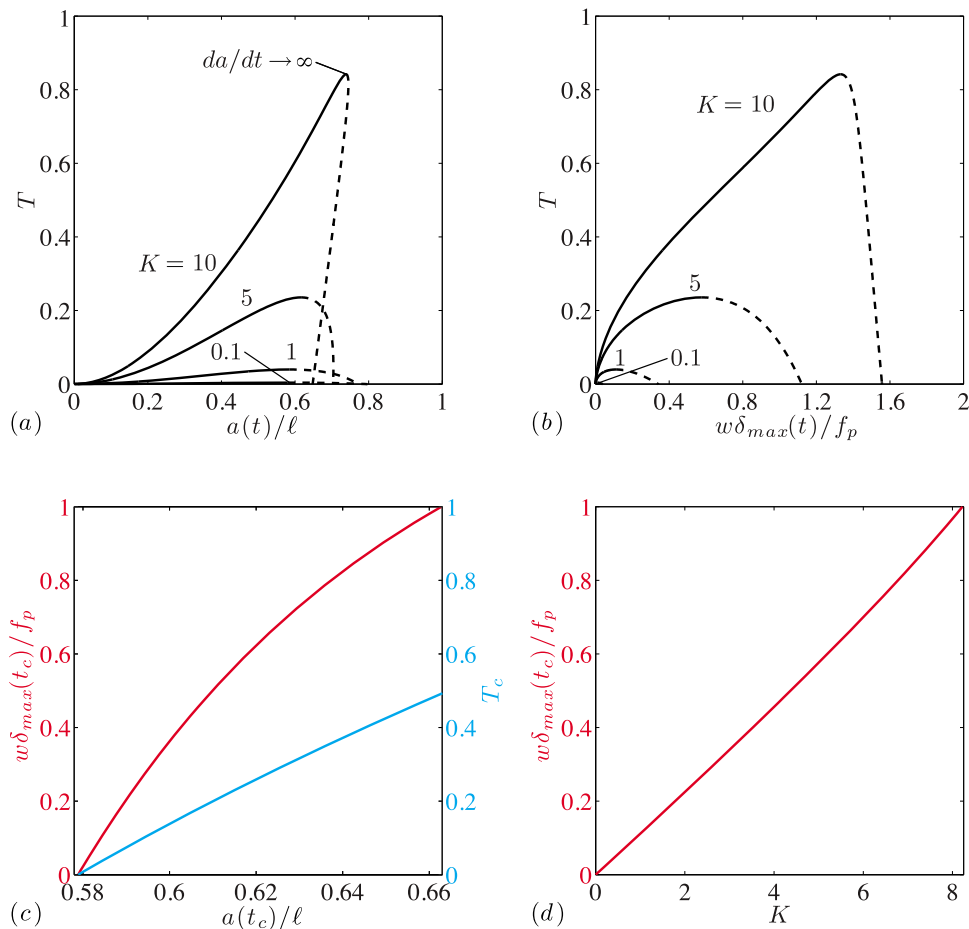 1
0.8
0.6
0.4
0.2
0
T
da/dt → ∞
K = 10
5
0.1
1
0 0.2 0.4 0.6 0.8 1
(a) a(t)/ℓ
1
0.8
0.6
0.4
0.2
0
T
K = 10
5
1
0.1
0 0.4 0.8 1.2 1.6 2
(b) wδmax(t)/fp
1
0.8
0.6
0.4
0.2
0
wδmax(tc)/fp
1
0.8
0.6
0.4
0.2
0
Tc
0.58 0.6 0.62 0.64 0.66
(c) a(tc)/ℓ
1
0.8
0.6
0.4
0.2
0
wδmax(tc)/fp
0 2 4 6 8
(d) K